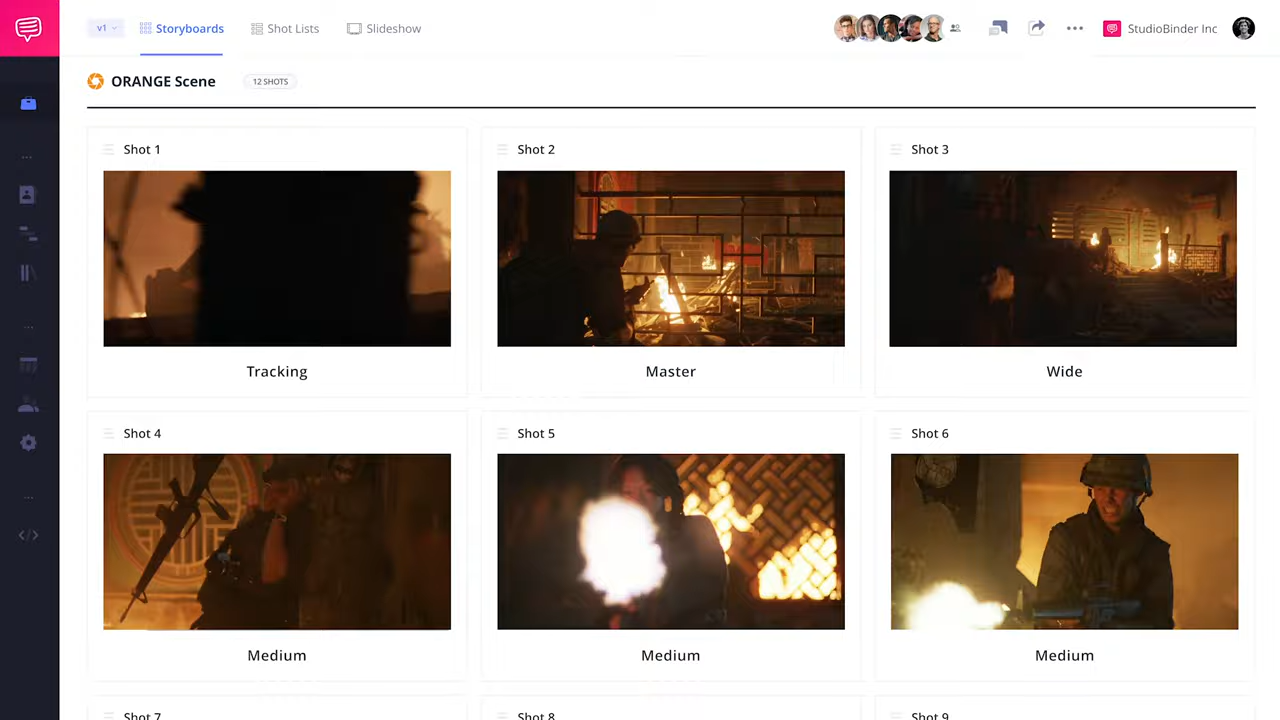 v1
Storyboards
Shot Lists
Slideshow
StudioBinder Inc
ORANGE Scene
12 SHOTS
Shot 1
Shot 2
Shot 3
Tracking
Master
Wide
Shot 4
Shot 5
Shot 6
Medium
Medium
Medium
Shot 7
Shot 8
Shot 9